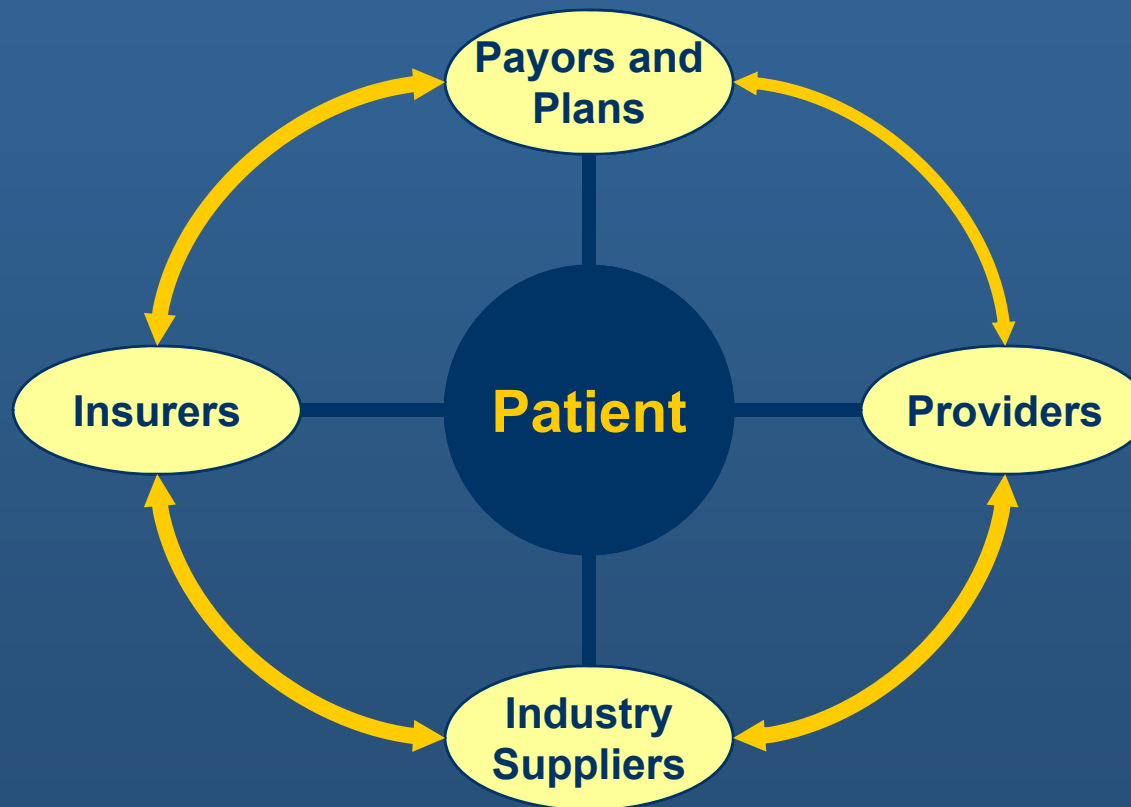 Payors and
Plans
Insurers
Patient
Providers
Industry
Suppliers